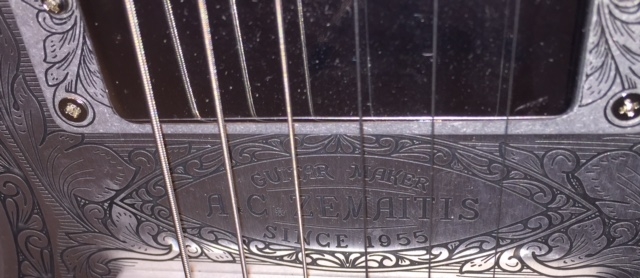 GUITAR MAKER
A.C. ZEMAITIS
SINCE 1955